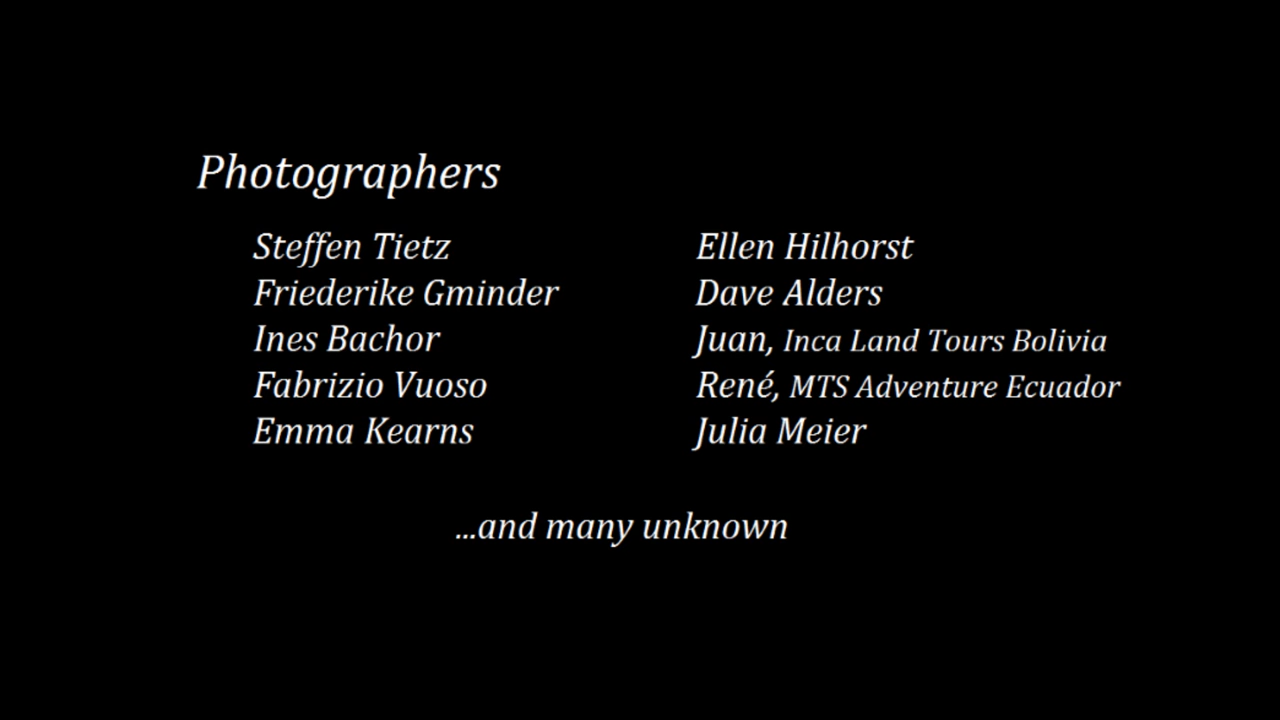 Photographers
Steffen Tietz
Friederike Gminder
Ines Bachor
Fabrizio Vuoso
Emma Kearns
Ellen Hilhorst
Dave Alders
Juan, Inca Land Tours Bolivia
René, MTS Adventure Ecuador
Julia Meier
...and many unknown